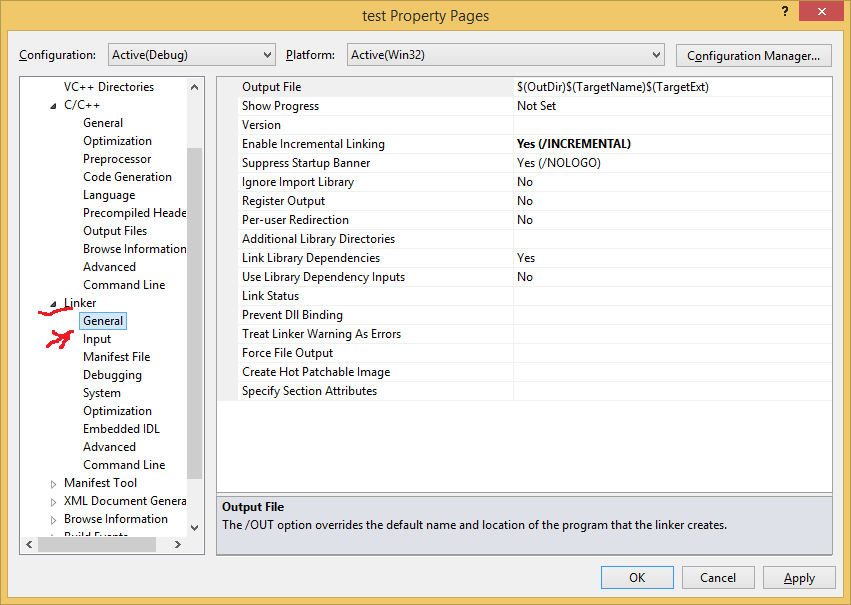 test Property Pages
?
Configuration: Active(Debug) Platform: Active(Win32) Configuration Manager...
VC++ Directories
C/C++
General
Optimization
Preprocessor
Code Generation
Language
Precompiled Heade
Output Files
Browse Information
Advanced
Command Line
Linker
General
Input
Manifest File
Debugging
System
Optimization
Embedded IDL
Advanced
Command Line
Manifest Tool
XML Document Genera
Browse Information
Build Events
Output File $(OutDir)$(TargetName)$(TargetExt)
Show Progress Not Set
Version
Enable Incremental Linking Yes (/INCREMENTAL)
Suppress Startup Banner Yes (/NOLOGO)
Ignore Import Library No
Register Output No
Per-user Redirection No
Additional Library Directories
Link Library Dependencies Yes
Use Library Dependency Inputs No
Link Status
Prevent Dll Binding
Treat Linker Warning As Errors
Force File Output
Create Hot Patchable Image
Specify Section Attributes
Output File
The /OUT option overrides the default name and location of the program that the linker creates.
OK Cancel Apply